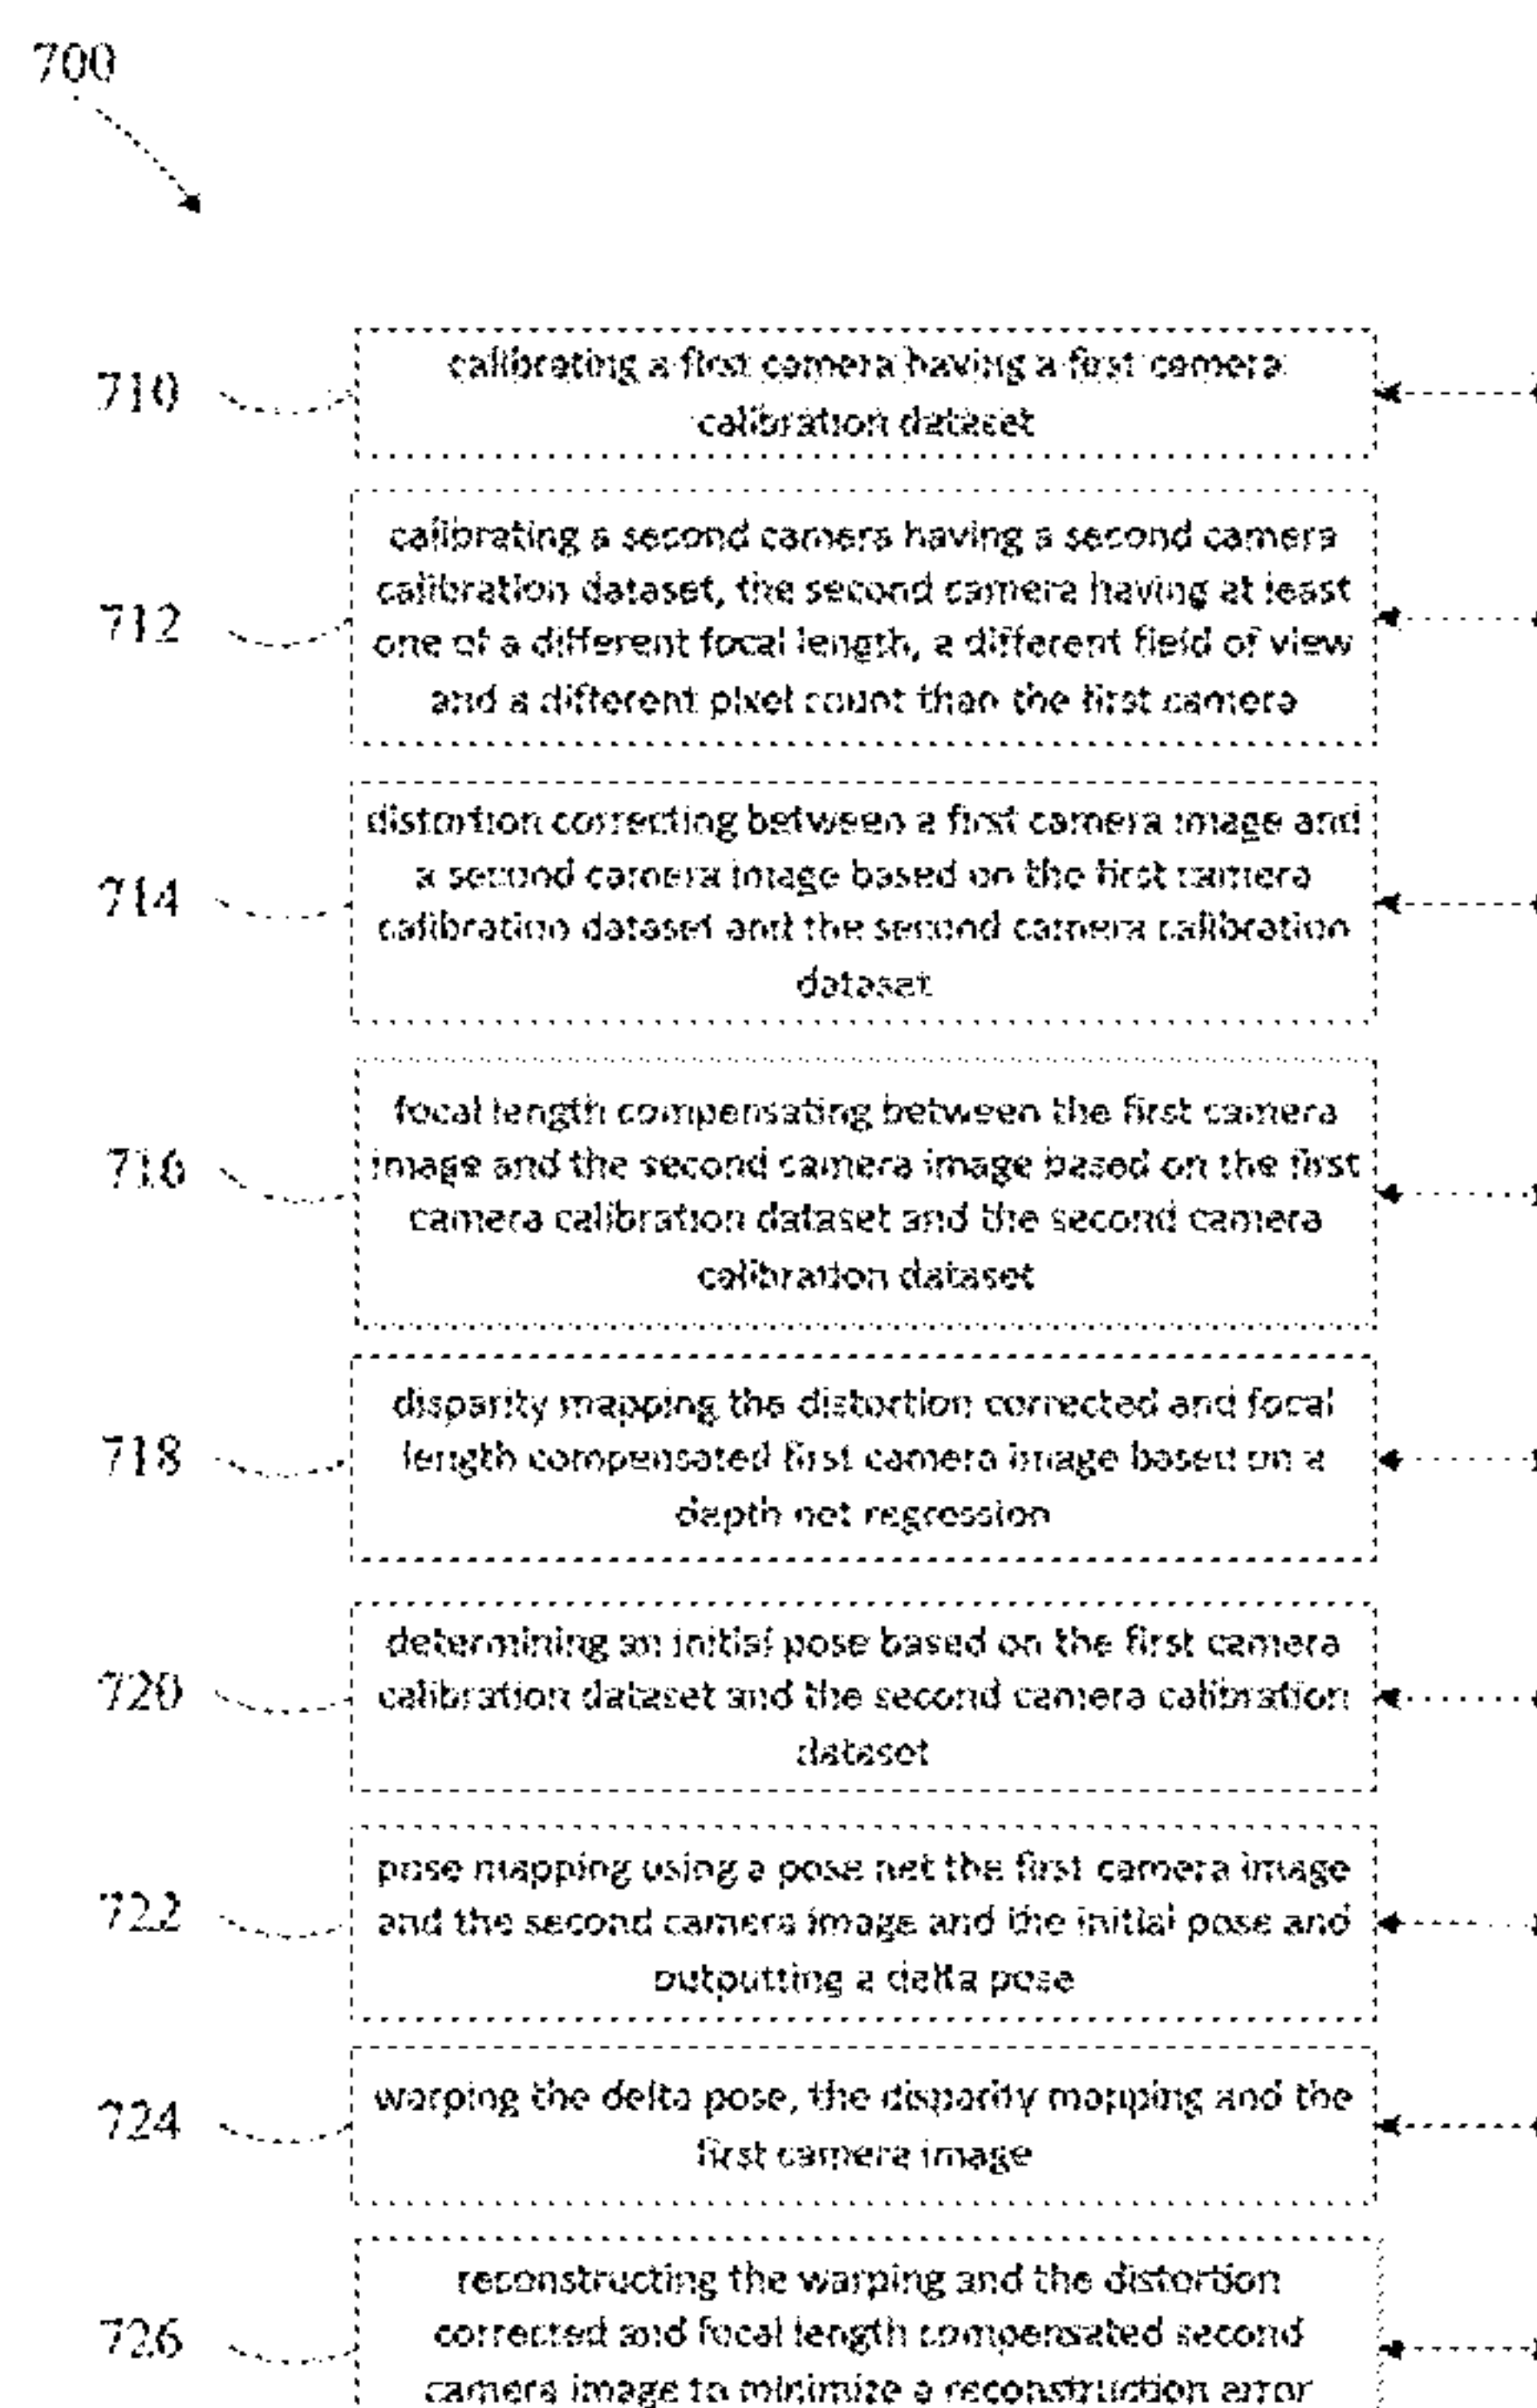 700
710
calibrating a first camera having a first camera
calibration dataset
712
calibrating a second camera having a second camera
calibration dataset, the second camera having at least
one of a different focal length, a different field of view
and a different pixel count than the first camera
714
distortion correcting between a first camera image and
a second camera image based on the first camera
calibration dataset and the second camera calibration
dataset
716
focal length compensating between the first camera
image and the second camera image based on the first
camera calibration dataset and the second camera
calibration dataset
718
disparity mapping the distortion corrected and focal
length compensated first camera image based on a
depth net regression
720
determining an initial pose based on the first camera
calibration dataset and the second camera calibration
dataset
722
pose mapping using a pose net the first camera image
and the second camera image and the initial pose and
outputting a delta pose
724
warping the delta pose, the disparity mapping and the
first camera image
726
reconstructing the warping and the distortion
corrected and focal length compensated second
camera image to minimize a reconstruction error